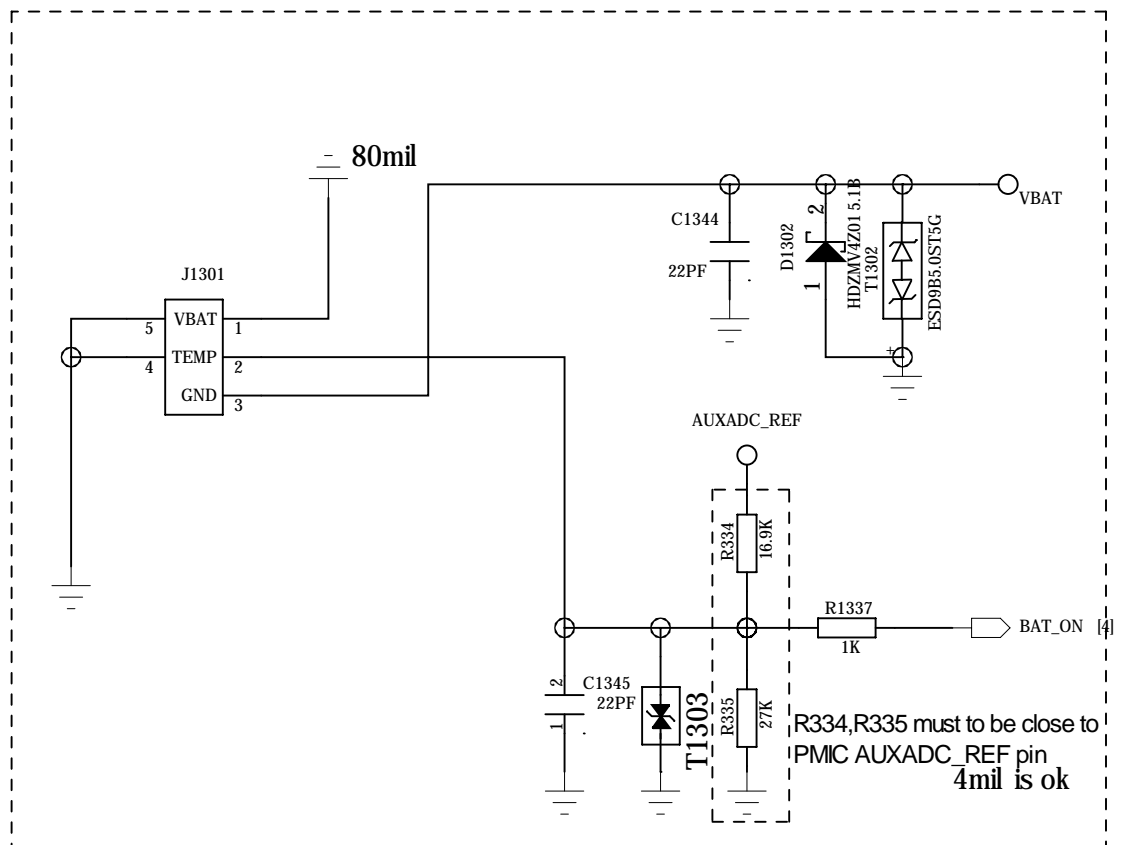 80mil
VBAT
C1344
22PF
D1302
2
1
HDZMV4Z01 5.1B
T1302
ESD9B5.0ST5G
+
J1301
5
VBAT
1
4
TEMP
2
GND
3
AUXADC_REF
R334
16.9K
R1337
1K
BAT_ON [4]
2
1
C1345
22PF
T1303
R335
27K
R334,R335 must to be close to
PMIC AUXADC_REF pin
4mil is ok